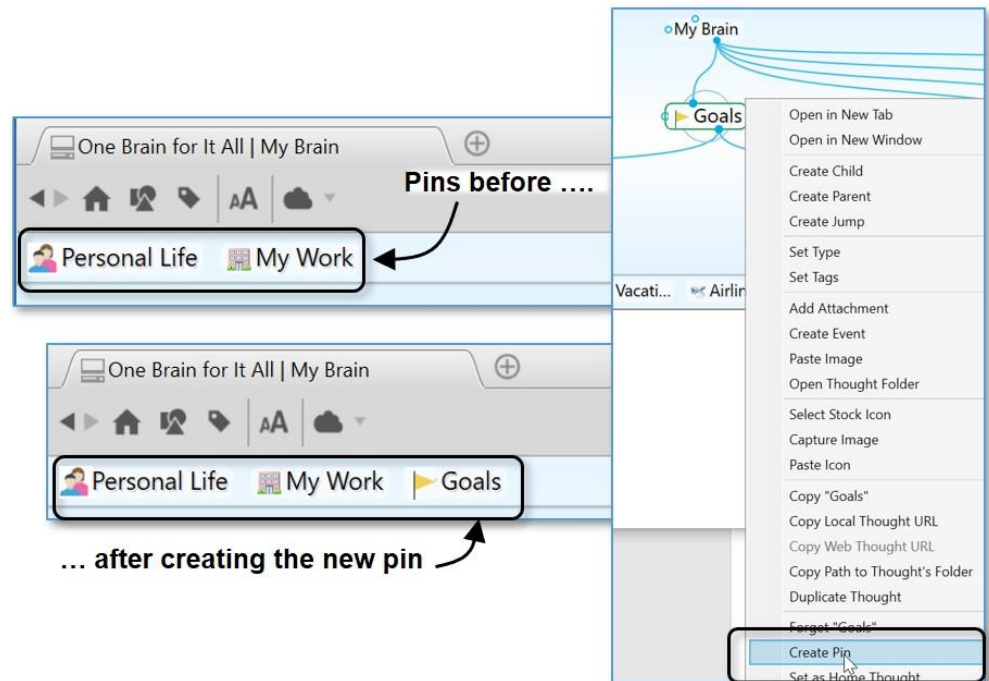 One Brain for It All | My Brain
AA
Pins before ....
Personal Life My Work
One Brain for It All | My Brain
AA
Personal Life My Work Goals
... after creating the new pin
My Brain
Goals
Vacati... Airlin
Open in New Tab
Open in New Window
Create Child
Create Parent
Create Jump
Set Type
Set Tags
Add Attachment
Create Event
Paste Image
Open Thought Folder
Select Stock Icon
Capture Image
Paste Icon
Copy "Goals"
Copy Local Thought URL
Copy Web Thought URL
Copy Path to Thought's Folder
Duplicate Thought
Forget "Goals"
Create Pin
Set as Home Thought